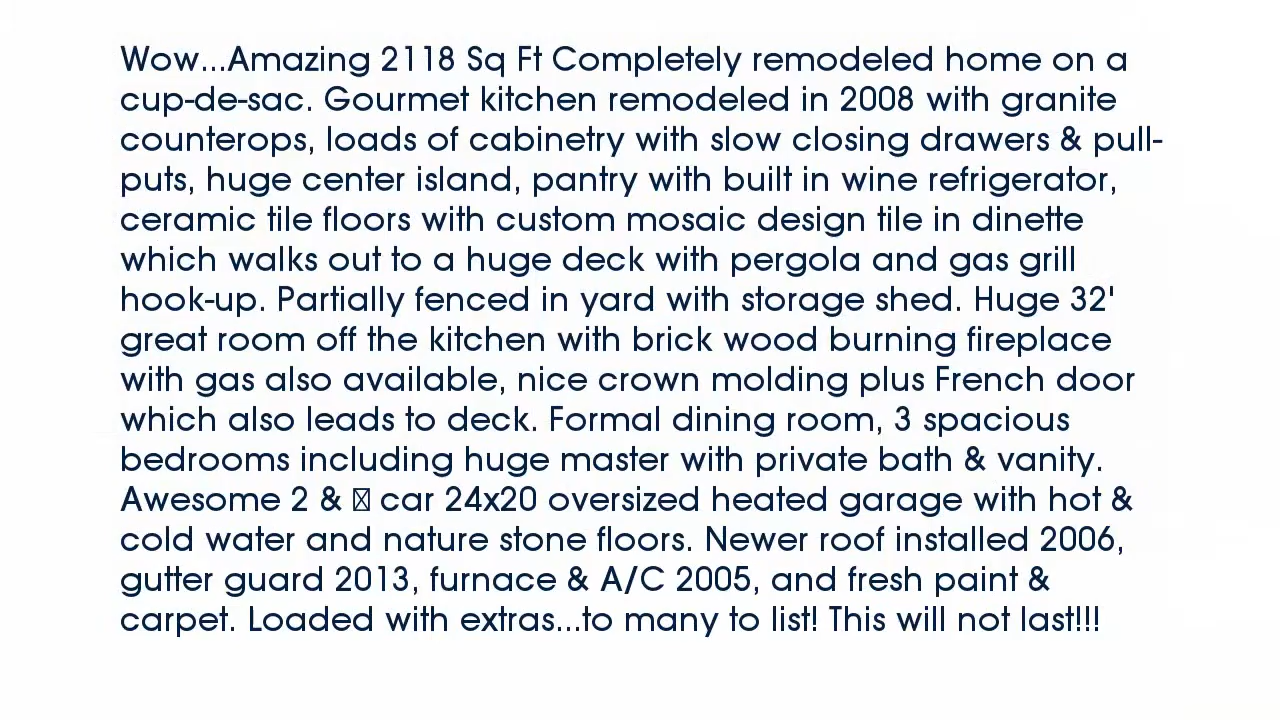 Wow...Amazing 2118 Sq Ft Completely remodeled home on a
cup-de-sac. Gourmet kitchen remodeled in 2008 with granite
counterops, loads of cabinetry with slow closing drawers & pull-
puts, huge center island, pantry with built in wine refrigerator,
ceramic tile floors with custom mosaic design tile in dinette
which walks out to a huge deck with pergola and gas grill
hook-up. Partially fenced in yard with storage shed. Huge 32'
great room off the kitchen with brick wood burning fireplace
with gas also available, nice crown molding plus French door
which also leads to deck. Formal dining room, 3 spacious
bedrooms including huge master with private bath & vanity.
Awesome 2 & car 24x20 oversized heated garage with hot &
cold water and nature stone floors. Newer roof installed 2006,
gutter guard 2013, furnace & A/C 2005, and fresh paint &
carpet. Loaded with extras...to many to list! This will not last!!!